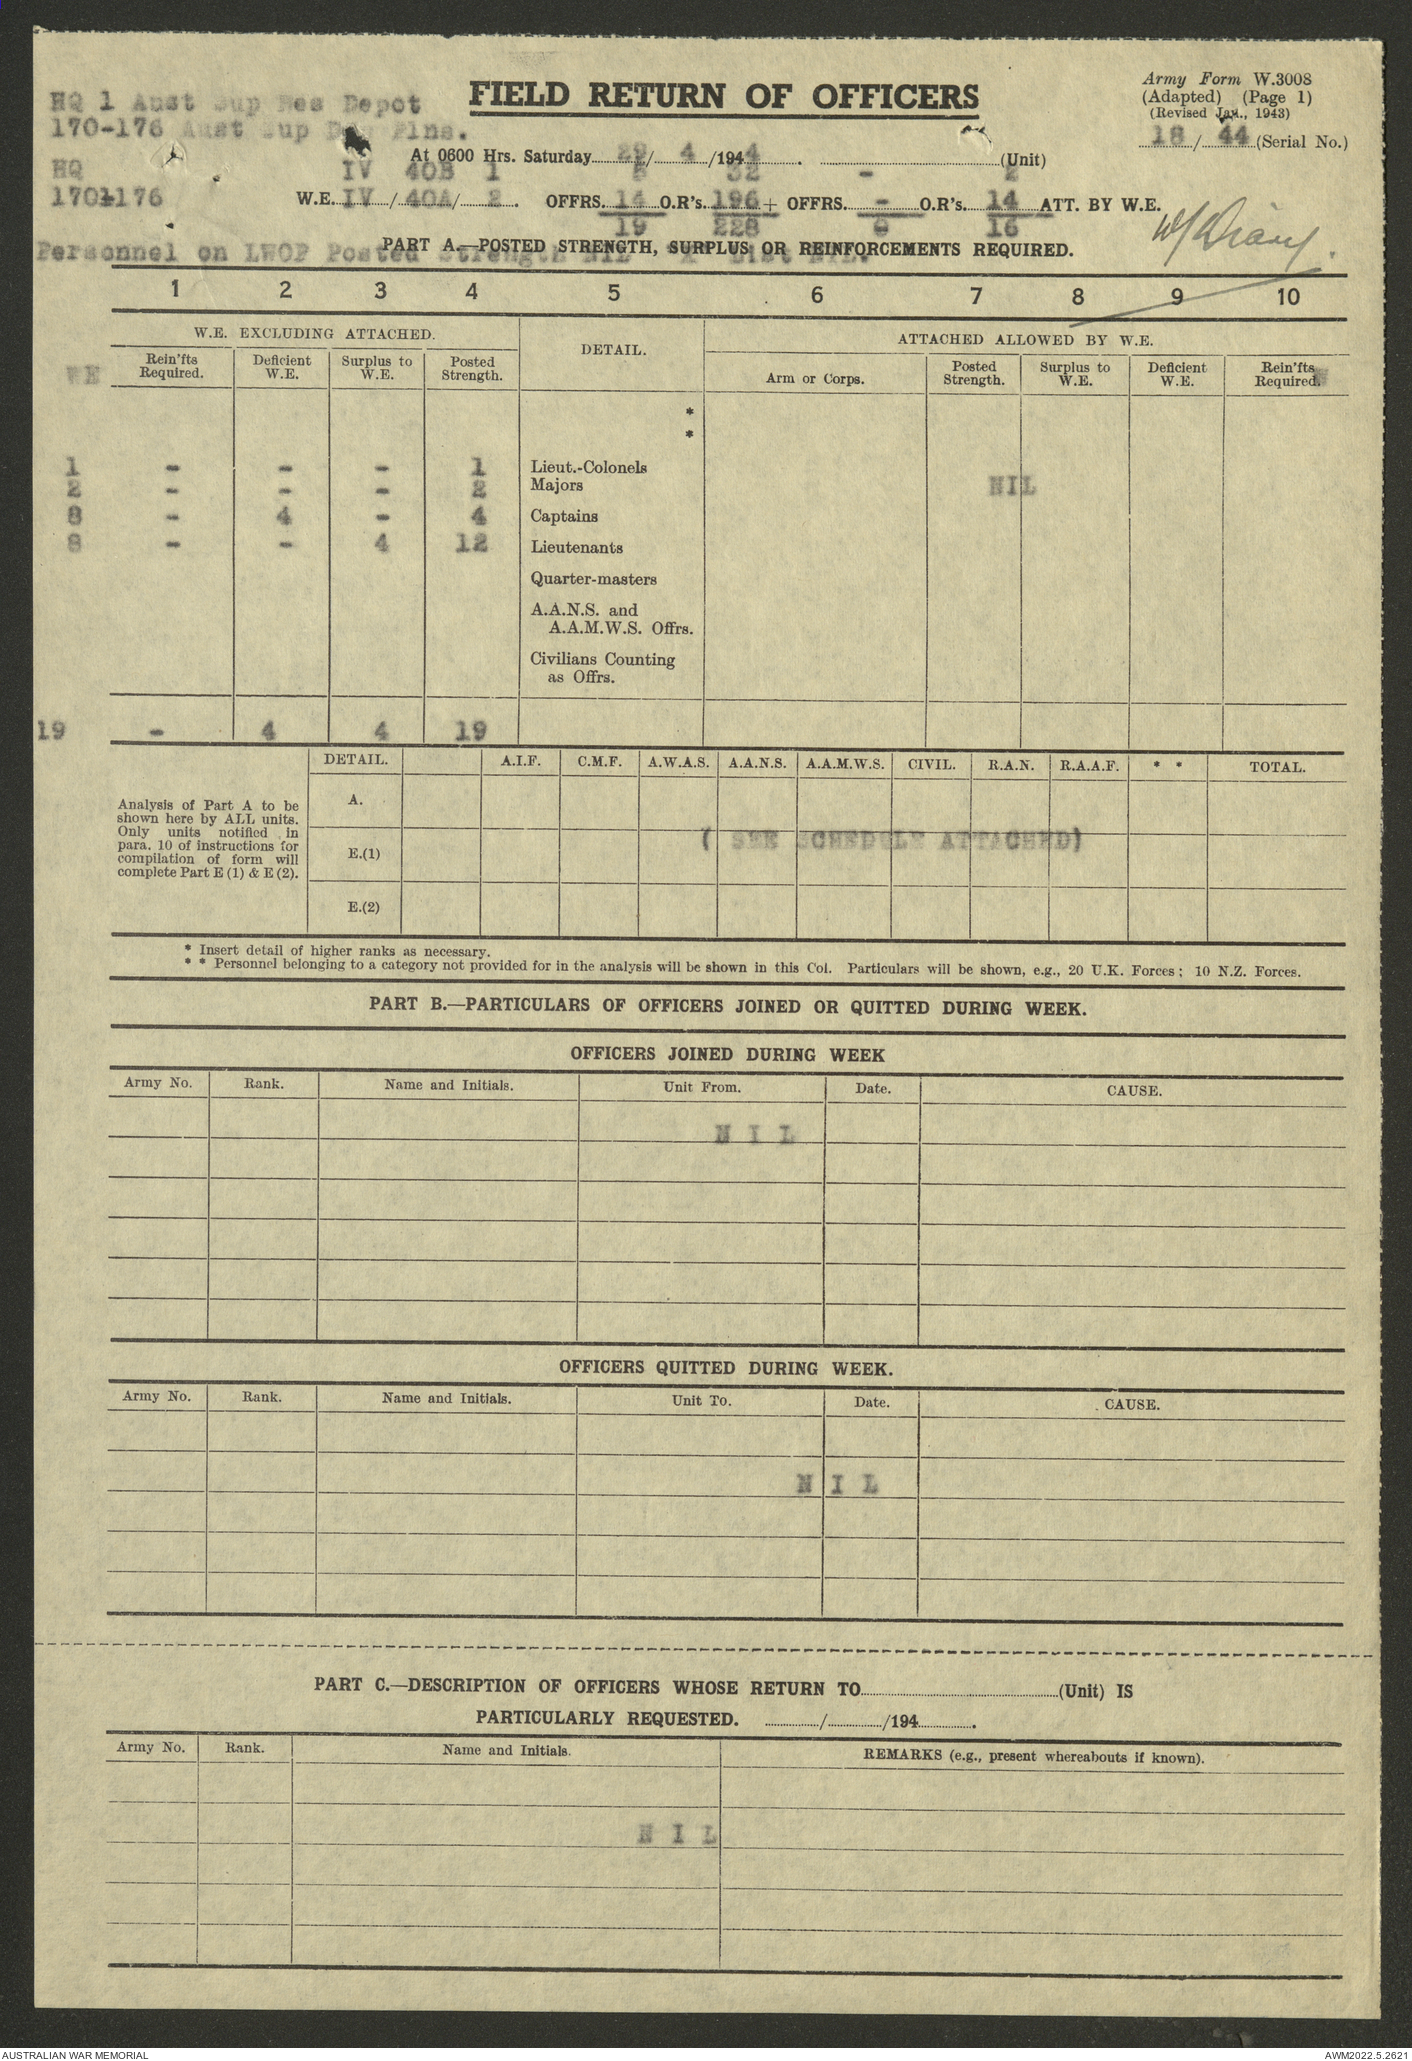 HQ 1 Aust Sup Res Depot
170-176 Aust Sup Plns.
FIELD RETURN OF OFFICERS
Army Form W.3008
(Adapted) (Page 1)
(Revised Jan., 1943)
18 / 44 (Serial No.)
At 0600 Hrs. Saturday 29/ 4 /1944 . (Unit)
HQ IV 40B 1 5 32 - 2
170-176 W.E. IV / 40A / 2 . OFFRS. 14 O.R's. 196 + OFFRS. - O.R's. 14 ATT. BY W.E.
19 228 0 16
W/Diary.
PART A.—POSTED STRENGTH, SURPLUS OR REINFORCEMENTS REQUIRED.
Personnel on LWOP Posted Strength NIL "X" List NIL.
1 2 3 4 5 6 7 8 9 10
W.E. EXCLUDING ATTACHED. DETAIL. ATTACHED ALLOWED BY W.E.
WE Rein'fts Required. Deficient W.E. Surplus to W.E. Posted Strength. Arm or Corps. Posted Strength. Surplus to W.E. Deficient W.E. Rein'fts Required.
*
*
1 - - - 1 Lieut.-Colonels
2 - - - 2 Majors NIL
8 - 4 - 4 Captains
8 - - 4 12 Lieutenants
Quarter-masters
A.A.N.S. and
A.A.M.W.S. Offrs.
Civilians Counting
as Offrs.
19 - 4 4 19
DETAIL. A.I.F. C.M.F. A.W.A.S. A.A.N.S. A.A.M.W.S. CIVIL. R.A.N. R.A.A.F. * * TOTAL.
Analysis of Part A to be
shown here by ALL units.
Only units notified in
para. 10 of instructions for
compilation of form will
complete Part E (1) & E (2).
A.
E.(1)
E.(2)
( SEE SCHEDULE ATTACHED)
* Insert detail of higher ranks as necessary.
* * Personnel belonging to a category not provided for in the analysis will be shown in this Col. Particulars will be shown, e.g., 20 U.K. Forces; 10 N.Z. Forces.
PART B.—PARTICULARS OF OFFICERS JOINED OR QUITTED DURING WEEK.
OFFICERS JOINED DURING WEEK
Army No. Rank. Name and Initials. Unit From. Date. CAUSE.
N I L
OFFICERS QUITTED DURING WEEK.
Army No. Rank. Name and Initials. Unit To. Date. CAUSE.
N I L
PART C.—DESCRIPTION OF OFFICERS WHOSE RETURN TO (Unit) IS
PARTICULARLY REQUESTED. / /194 .
Army No. Rank. Name and Initials. REMARKS (e.g., present whereabouts if known).
N I L
AUSTRALIAN WAR MEMORIAL
AWM2022.5.2621